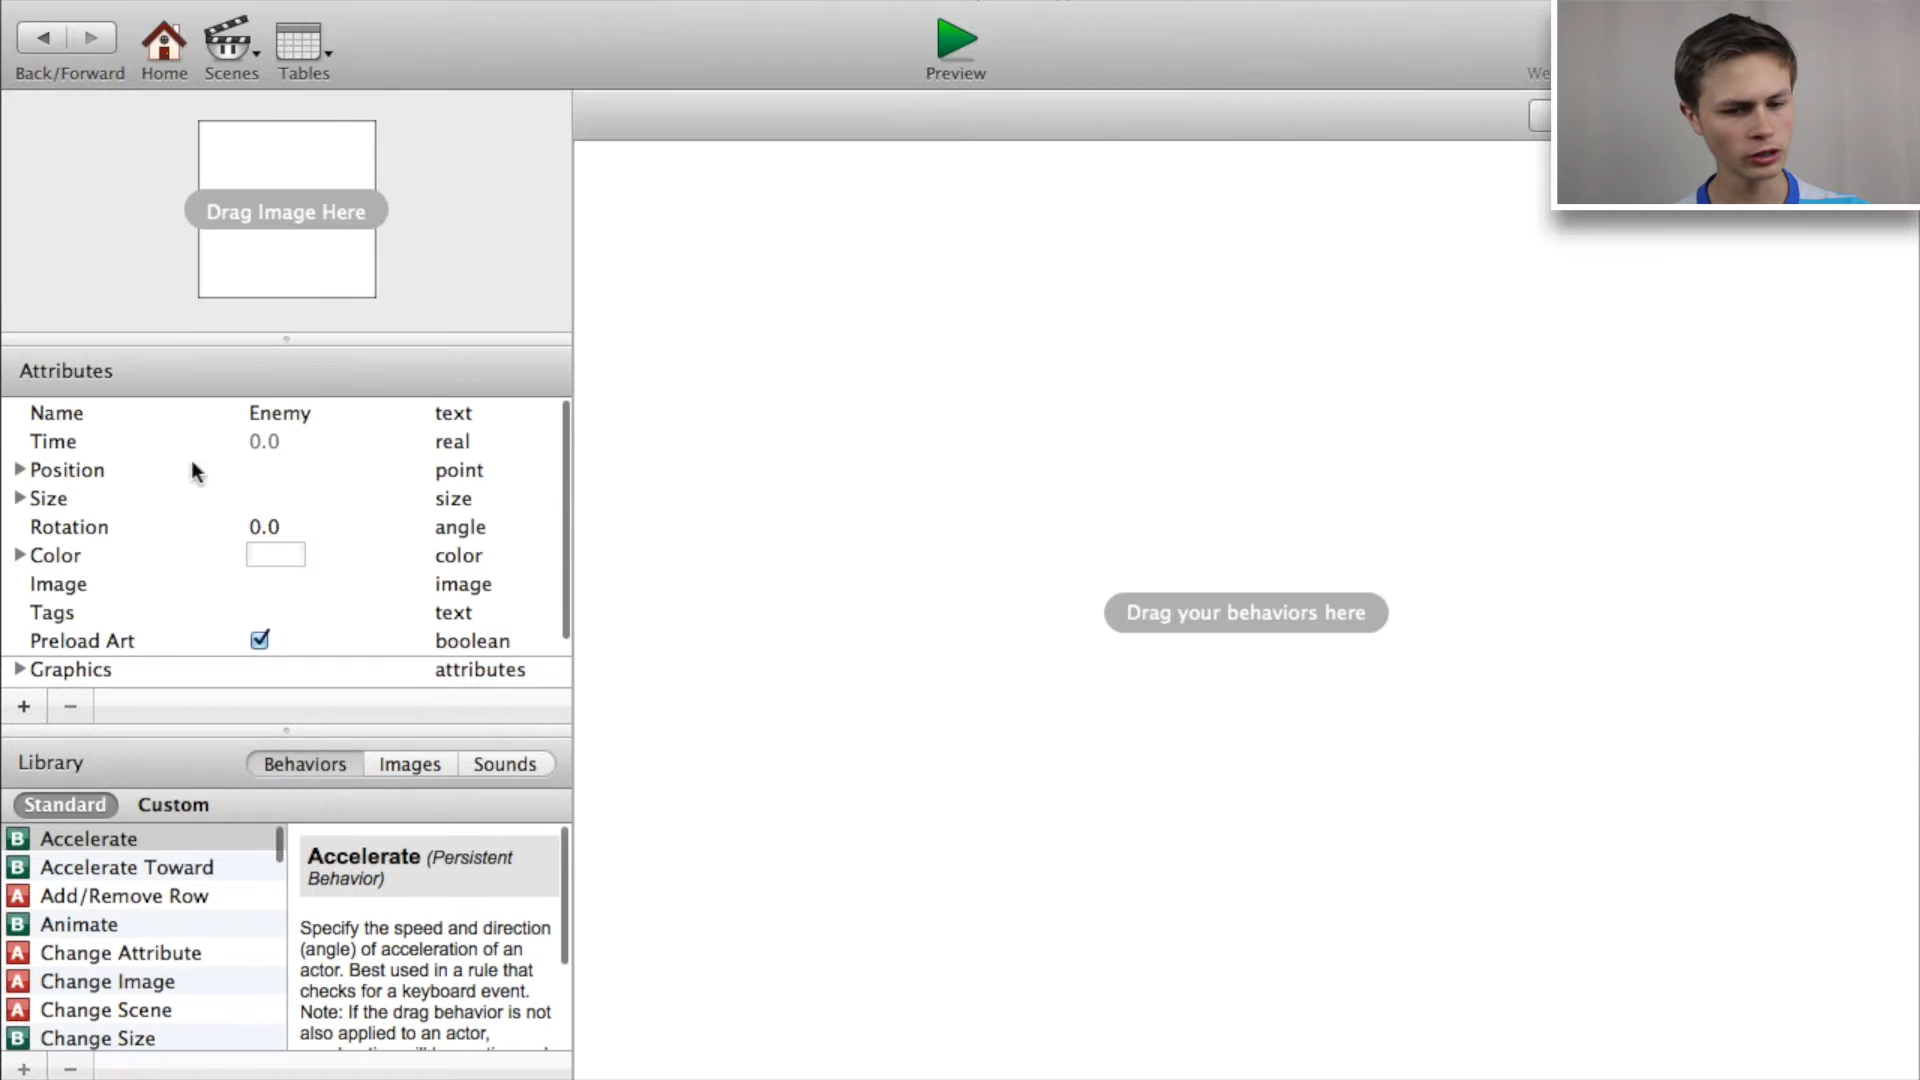 Back/Forward Home Scenes Tables Preview We
Drag Image Here
Attributes
Name Enemy text
Time 0.0 real
Position point
Size size
Rotation 0.0 angle
Color color
Image image
Tags text
Preload Art boolean
Graphics attributes
+ −
Library Behaviors Images Sounds
Standard Custom
B Accelerate
B Accelerate Toward
A Add/Remove Row
B Animate
A Change Attribute
A Change Image
A Change Scene
B Change Size
Accelerate (Persistent
Behavior)
Specify the speed and direction
(angle) of acceleration of an
actor. Best used in a rule that
checks for a keyboard event.
Note: If the drag behavior is not
also applied to an actor,
+ −
Drag your behaviors here